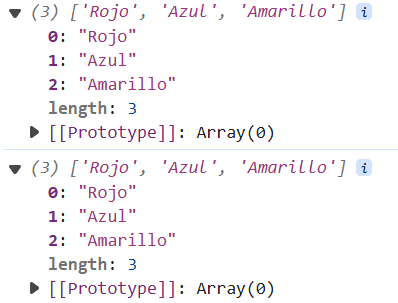 (3) ['Rojo', 'Azul', 'Amarillo'] i
0: "Rojo"
1: "Azul"
2: "Amarillo"
length: 3
[[Prototype]]: Array(0)
(3) ['Rojo', 'Azul', 'Amarillo'] i
0: "Rojo"
1: "Azul"
2: "Amarillo"
length: 3
[[Prototype]]: Array(0)